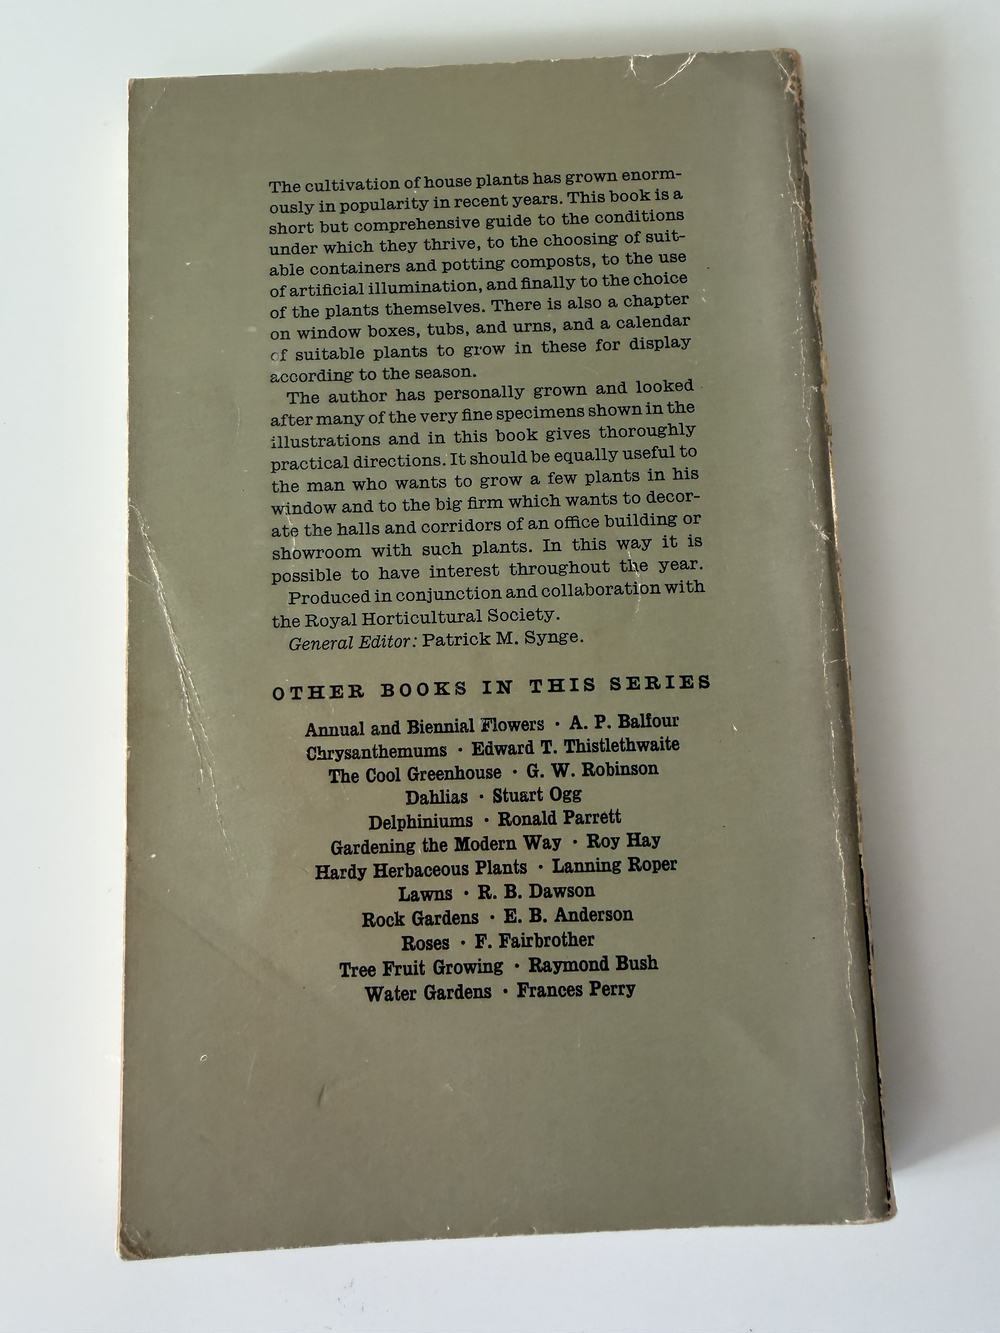 The cultivation of house plants has grown enorm-
ously in popularity in recent years. This book is a
short but comprehensive guide to the conditions
under which they thrive, to the choosing of suit-
able containers and potting composts, to the use
of artificial illumination, and finally to the choice
of the plants themselves. There is also a chapter
on window boxes, tubs, and urns, and a calendar
of suitable plants to grow in these for display
according to the season.
The author has personally grown and looked
after many of the very fine specimens shown in the
illustrations and in this book gives thoroughly
practical directions. It should be equally useful to
the man who wants to grow a few plants in his
window and to the big firm which wants to decor-
ate the halls and corridors of an office building or
showroom with such plants. In this way it is
possible to have interest throughout the year.
Produced in conjunction and collaboration with
the Royal Horticultural Society.
General Editor: Patrick M. Synge.
OTHER BOOKS IN THIS SERIES
Annual and Biennial Flowers · A. P. Balfour
Chrysanthemums · Edward T. Thistlethwaite
The Cool Greenhouse · G. W. Robinson
Dahlias · Stuart Ogg
Delphiniums · Ronald Parrett
Gardening the Modern Way · Roy Hay
Hardy Herbaceous Plants · Lanning Roper
Lawns · R. B. Dawson
Rock Gardens · E. B. Anderson
Roses · F. Fairbrother
Tree Fruit Growing · Raymond Bush
Water Gardens · Frances Perry